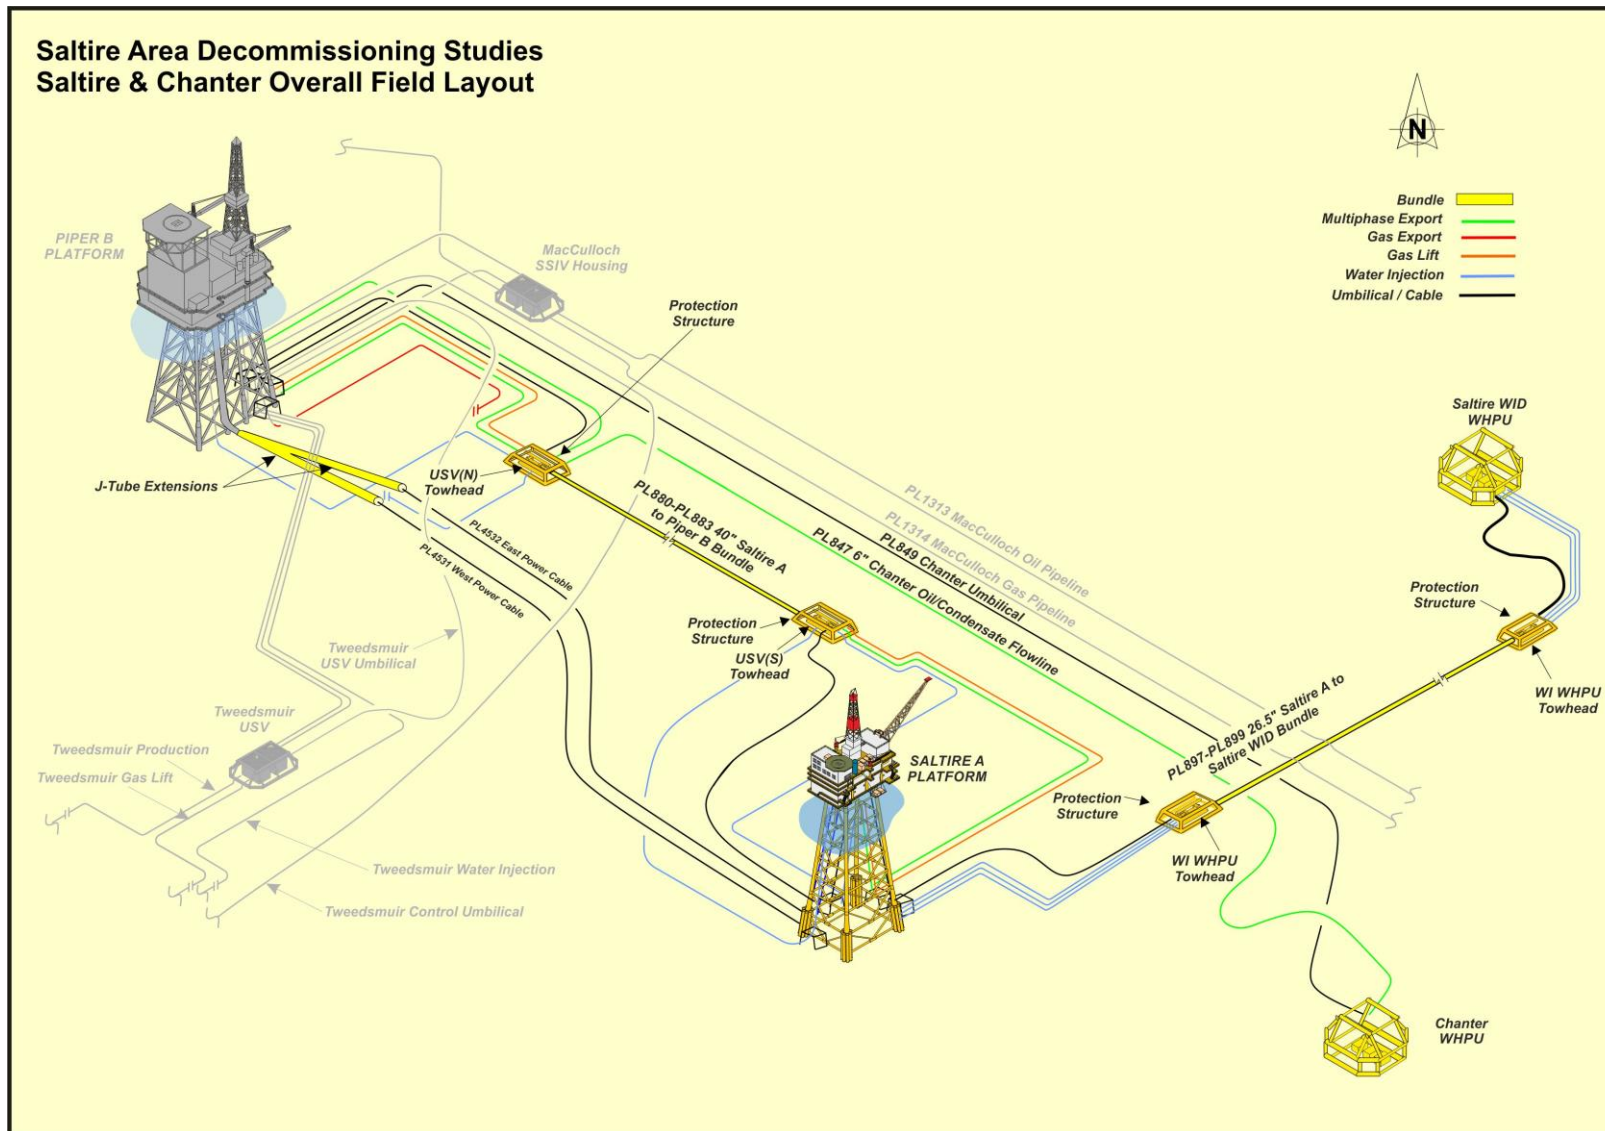 Saltire Area Decommissioning Studies
Saltire & Chanter Overall Field Layout
N
Bundle
Multiphase Export
Gas Export
Gas Lift
Water Injection
Umbilical / Cable
PIPER B
PLATFORM
MacCulloch
SSIV Housing
Protection
Structure
J-Tube Extensions
USV(N)
Towhead
PL4532 East Power Cable
PL4531 West Power Cable
PL880-PL883 40" Saltire A
to Piper B Bundle
PL1313 MacCulloch Oil Pipeline
PL1314 MacCulloch Gas Pipeline
PL849 Chanter Umbilical
PL847 6" Chanter Oil/Condensate Flowline
Saltire WID
WHPU
Protection
Structure
WI WHPU
Towhead
Protection
Structure
USV(S)
Towhead
Tweedsmuir
USV Umbilical
Tweedsmuir
USV
Tweedsmuir Production
Tweedsmuir Gas Lift
SALTIRE A
PLATFORM
PL897-PL899 26.5" Saltire A to
Saltire WID Bundle
Protection
Structure
WI WHPU
Towhead
Tweedsmuir Water Injection
Tweedsmuir Control Umbilical
Chanter
WHPU